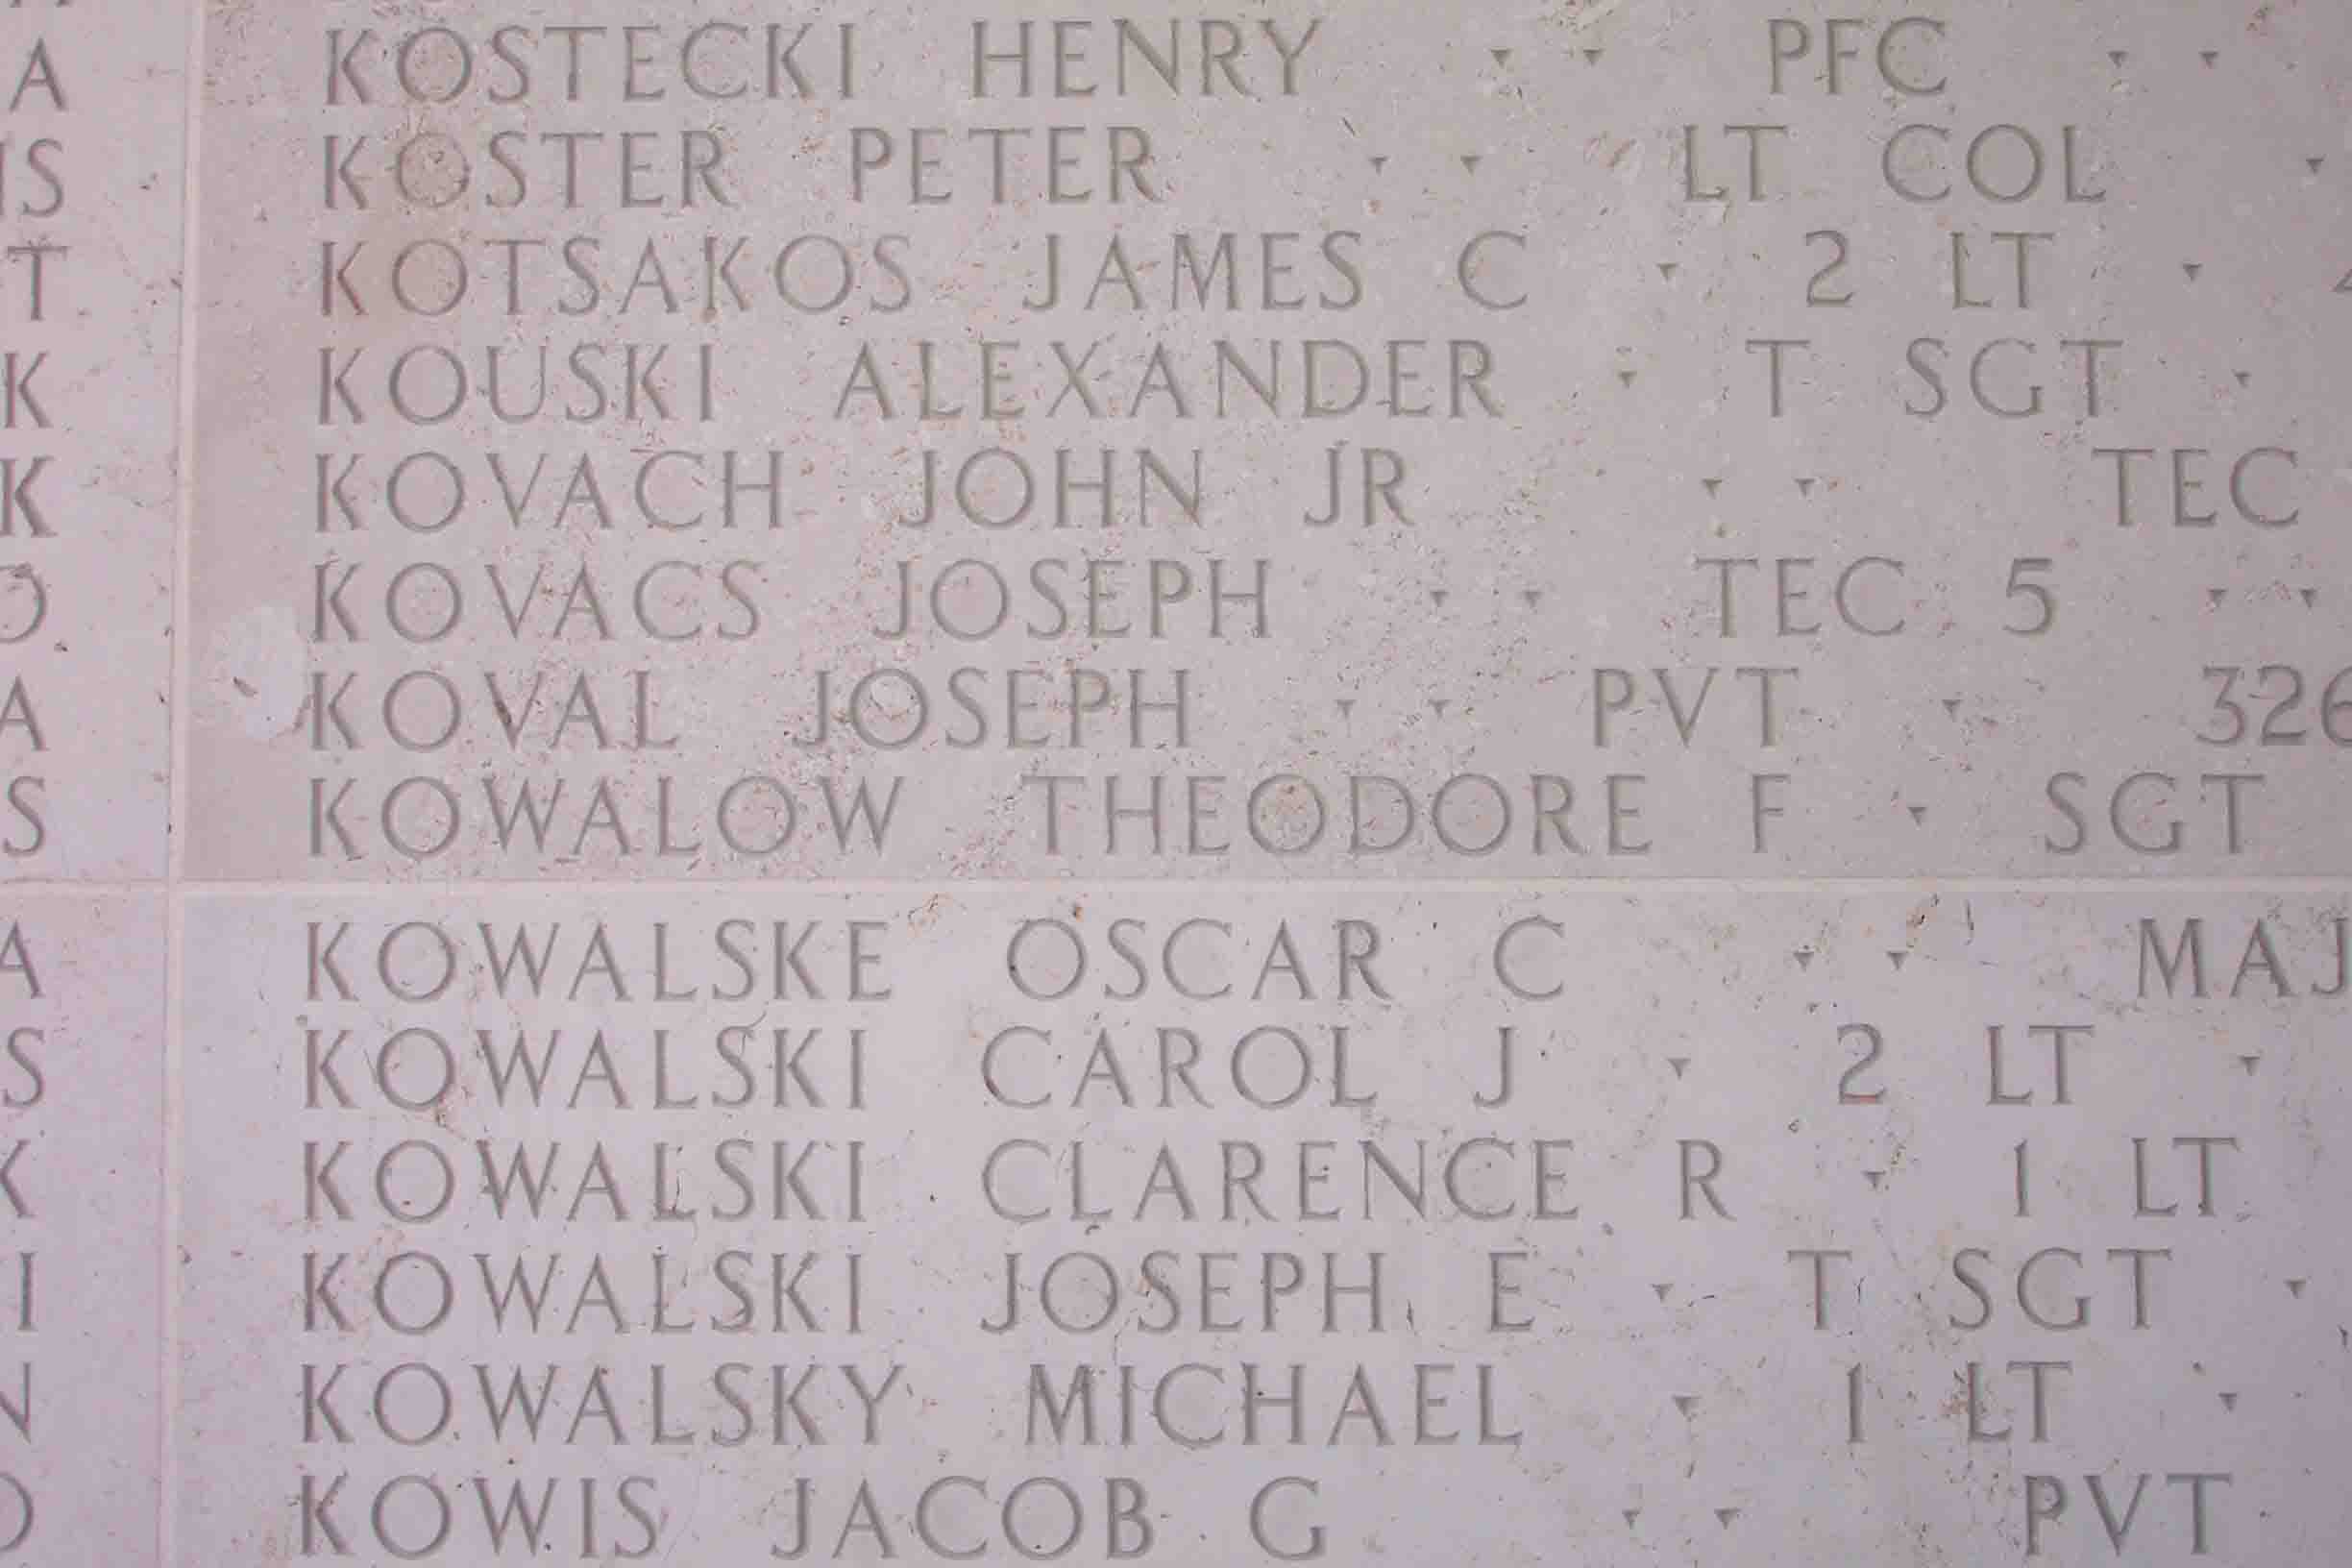 KOSTECKI HENRY PFC
KOSTER PETER LT COL
KOTSAKOS JAMES C 2 LT
KOUSKI ALEXANDER T SGT
KOVACH JOHN JR TEC
KOVACS JOSEPH TEC 5
KOVAL JOSEPH PVT 326
KOWALOW THEODORE F SGT
KOWALSKE OSCAR C MAJ
KOWALSKI CAROL J 2 LT
KOWALSKI CLARENCE R 1 LT
KOWALSKI JOSEPH E T SGT
KOWALSKY MICHAEL 1 LT
KOWIS JACOB G PVT